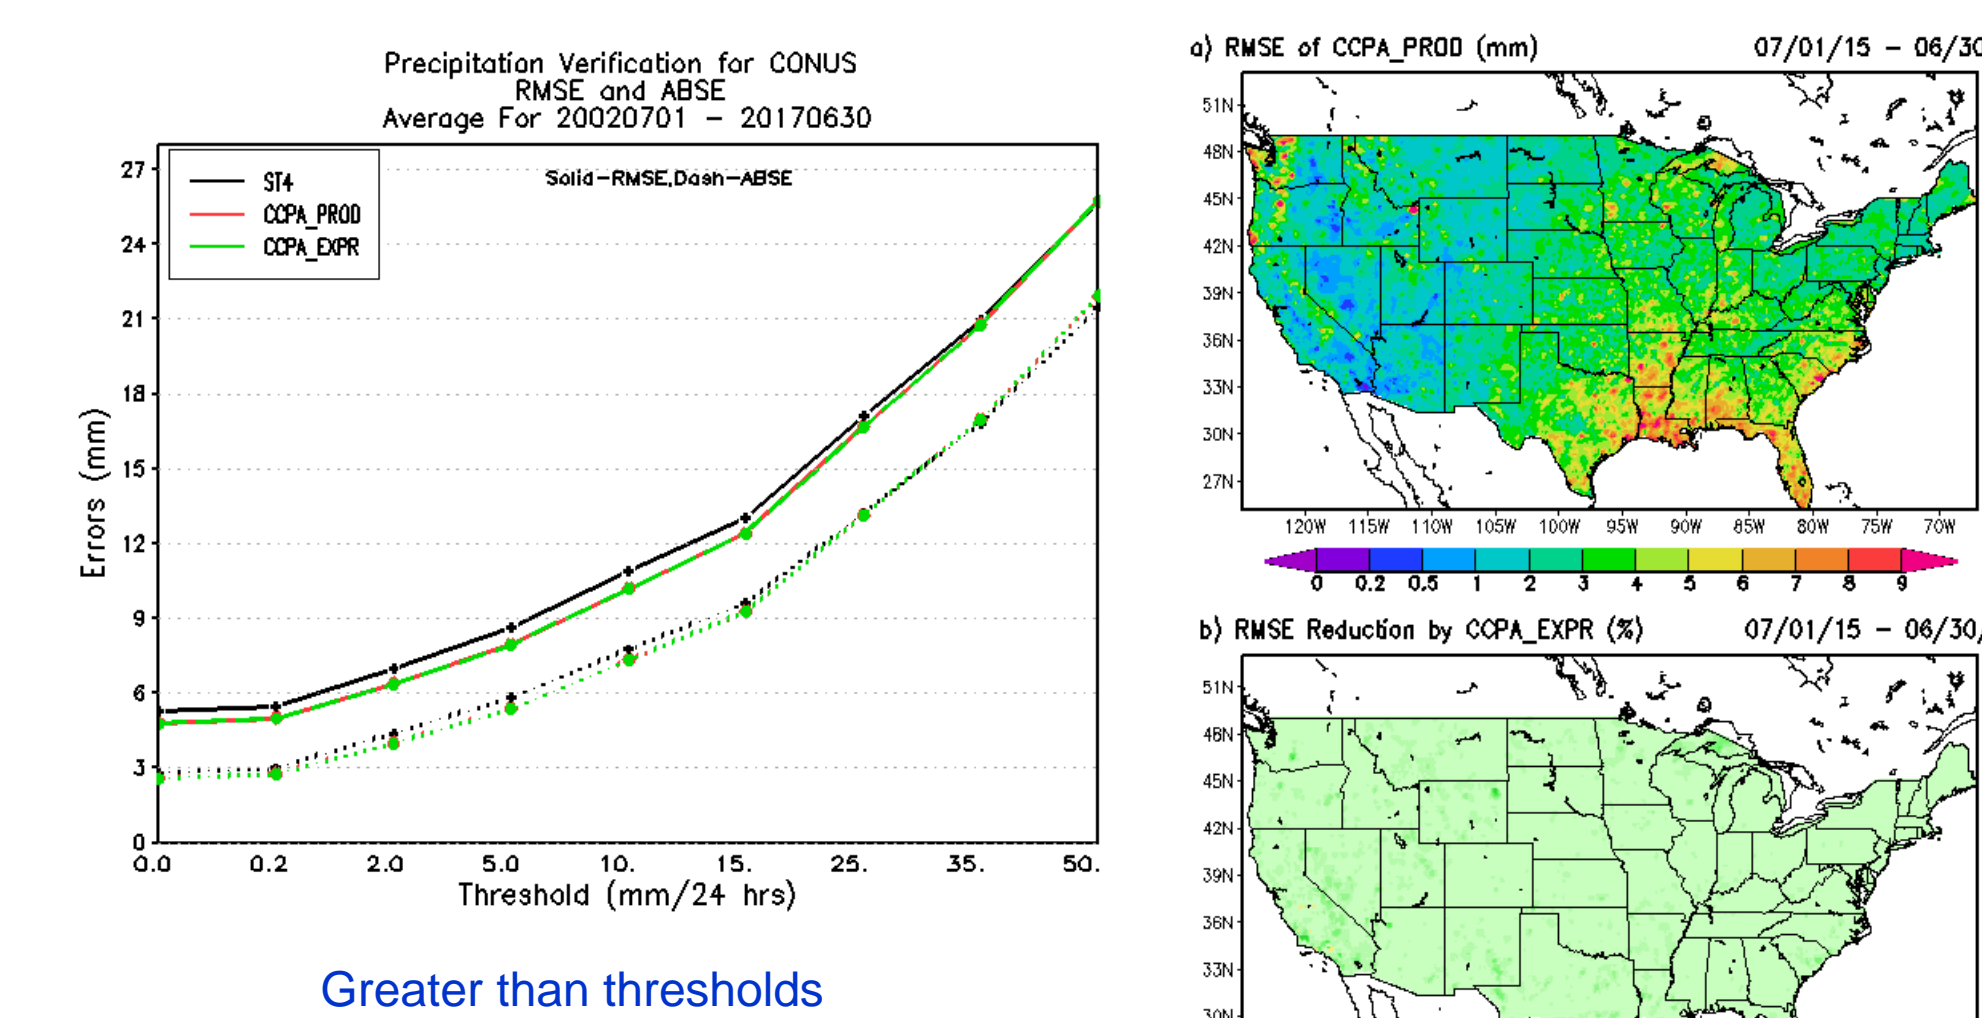 Precipitation Verification for CONUS
RMSE and ABSE
Average For 20020701 - 20170630
27
24
21
18
15
12
9
6
3
0
Errors (mm)
ST4
CCPA_PROD
CCPA_EXPR
Solid-RMSE,Dash-ABSE
0.0 0.2 2.0 5.0 10. 15. 25. 35. 50.
Threshold (mm/24 hrs)
Greater than thresholds
a) RMSE of CCPA_PROD (mm) 07/01/15 - 06/30
51N
48N
45N
42N
39N
36N
33N
30N
27N
120W 115W 110W 105W 100W 95W 90W 85W 80W 75W 70W
0 0.2 0.5 1 2 3 4 5 6 7 8 9
b) RMSE Reduction by CCPA_EXPR (%) 07/01/15 - 06/30/
51N
48N
45N
42N
39N
36N
33N
30N